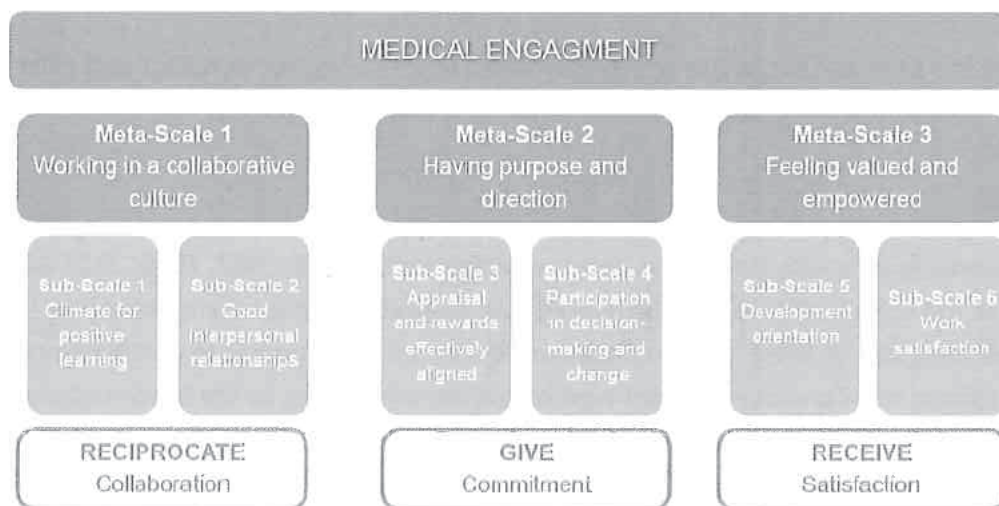 MEDICAL ENGAGMENT
Meta-Scale 1
Working in a collaborative
culture
Meta-Scale 2
Having purpose and
direction
Meta-Scale 3
Feeling valued and
empowered
Sub-Scale 1
Climate for
positive
learning
Sub-Scale 2
Good
interpersonal
relationships
Sub-Scale 3
Appraisal
and rewards
effectively
aligned
Sub-Scale 4
Participation
in decision-
making and
change
Sub-Scale 5
Development
orientation
Sub-Scale 6
Work
satisfaction
RECIPROCATE
Collaboration
GIVE
Commitment
RECEIVE
Satisfaction